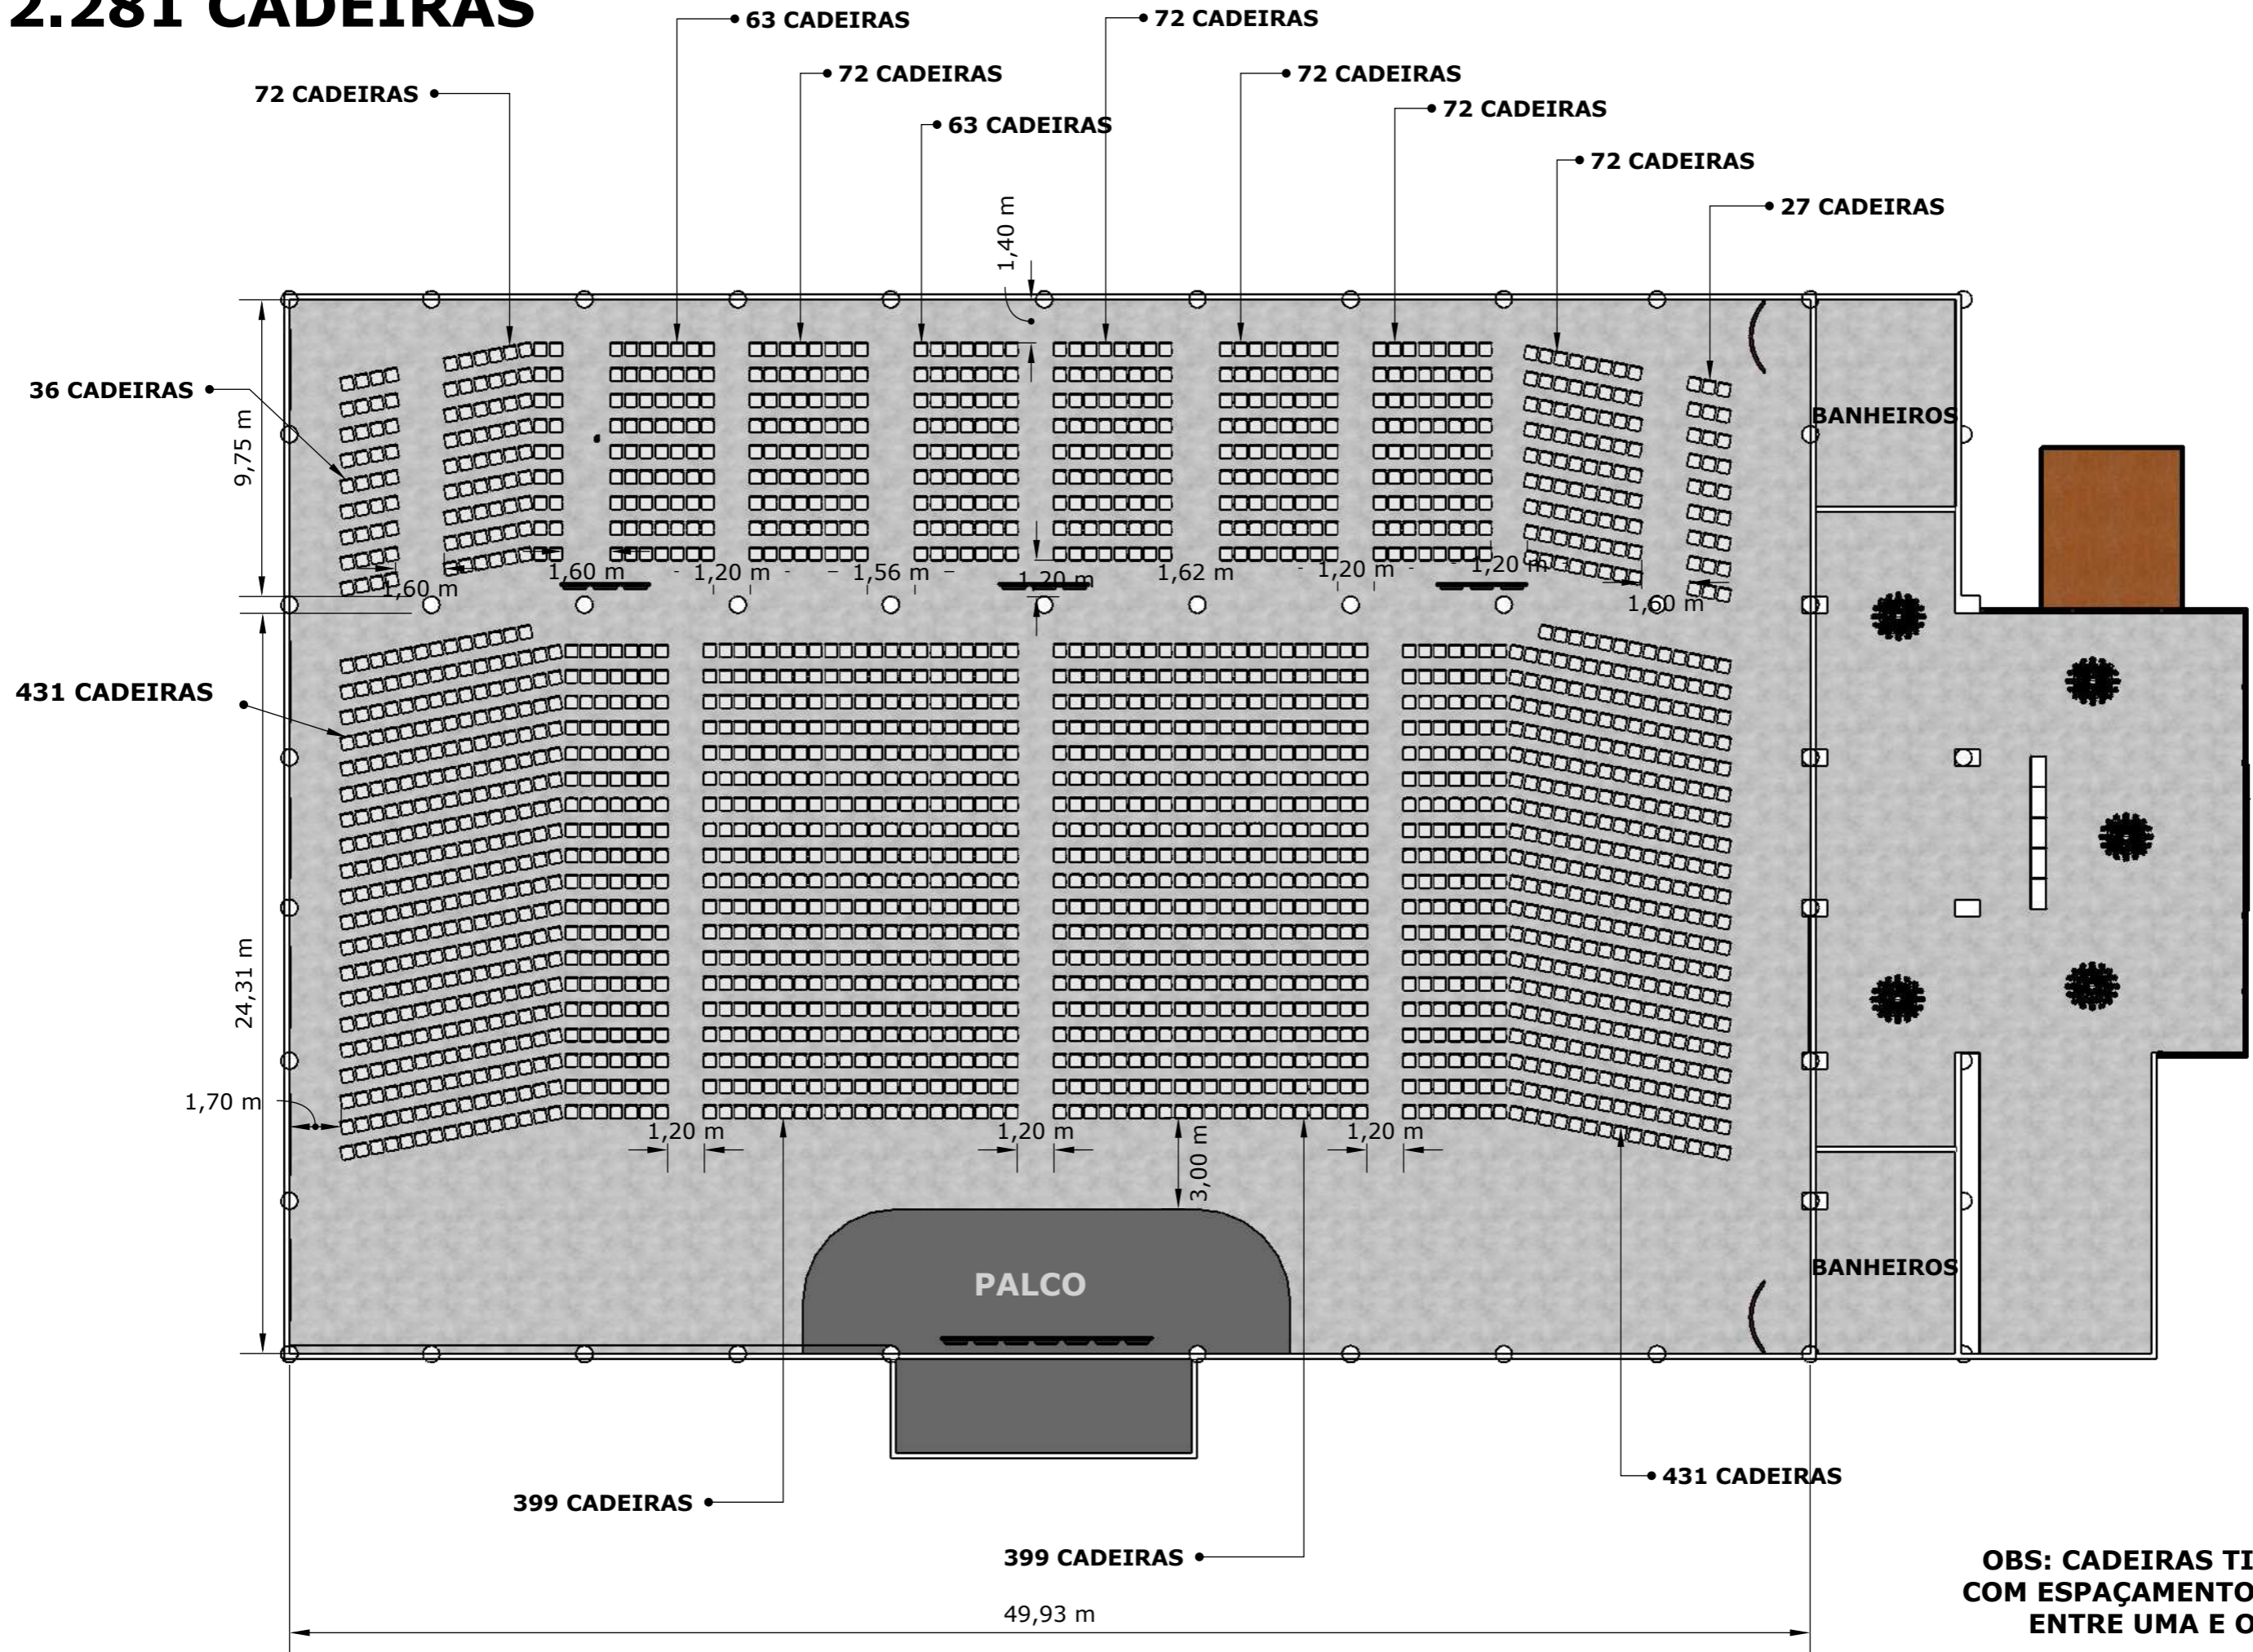 2.281 CADEIRAS
63 CADEIRAS
72 CADEIRAS
72 CADEIRAS
72 CADEIRAS
72 CADEIRAS
72 CADEIRAS
63 CADEIRAS
72 CADEIRAS
27 CADEIRAS
1,40 m
36 CADEIRAS
9,75 m
BANHEIROS
1,60 m
1,60 m
1,20 m
1,56 m
1,20 m
1,62 m
1,20 m
1,20 m
1,60 m
431 CADEIRAS
24,31 m
1,70 m
1,20 m
1,20 m
1,20 m
3,00 m
PALCO
BANHEIROS
431 CADEIRAS
399 CADEIRAS
399 CADEIRAS
49,93 m
OBS: CADEIRAS TI
COM ESPAÇAMENTO
ENTRE UMA E O